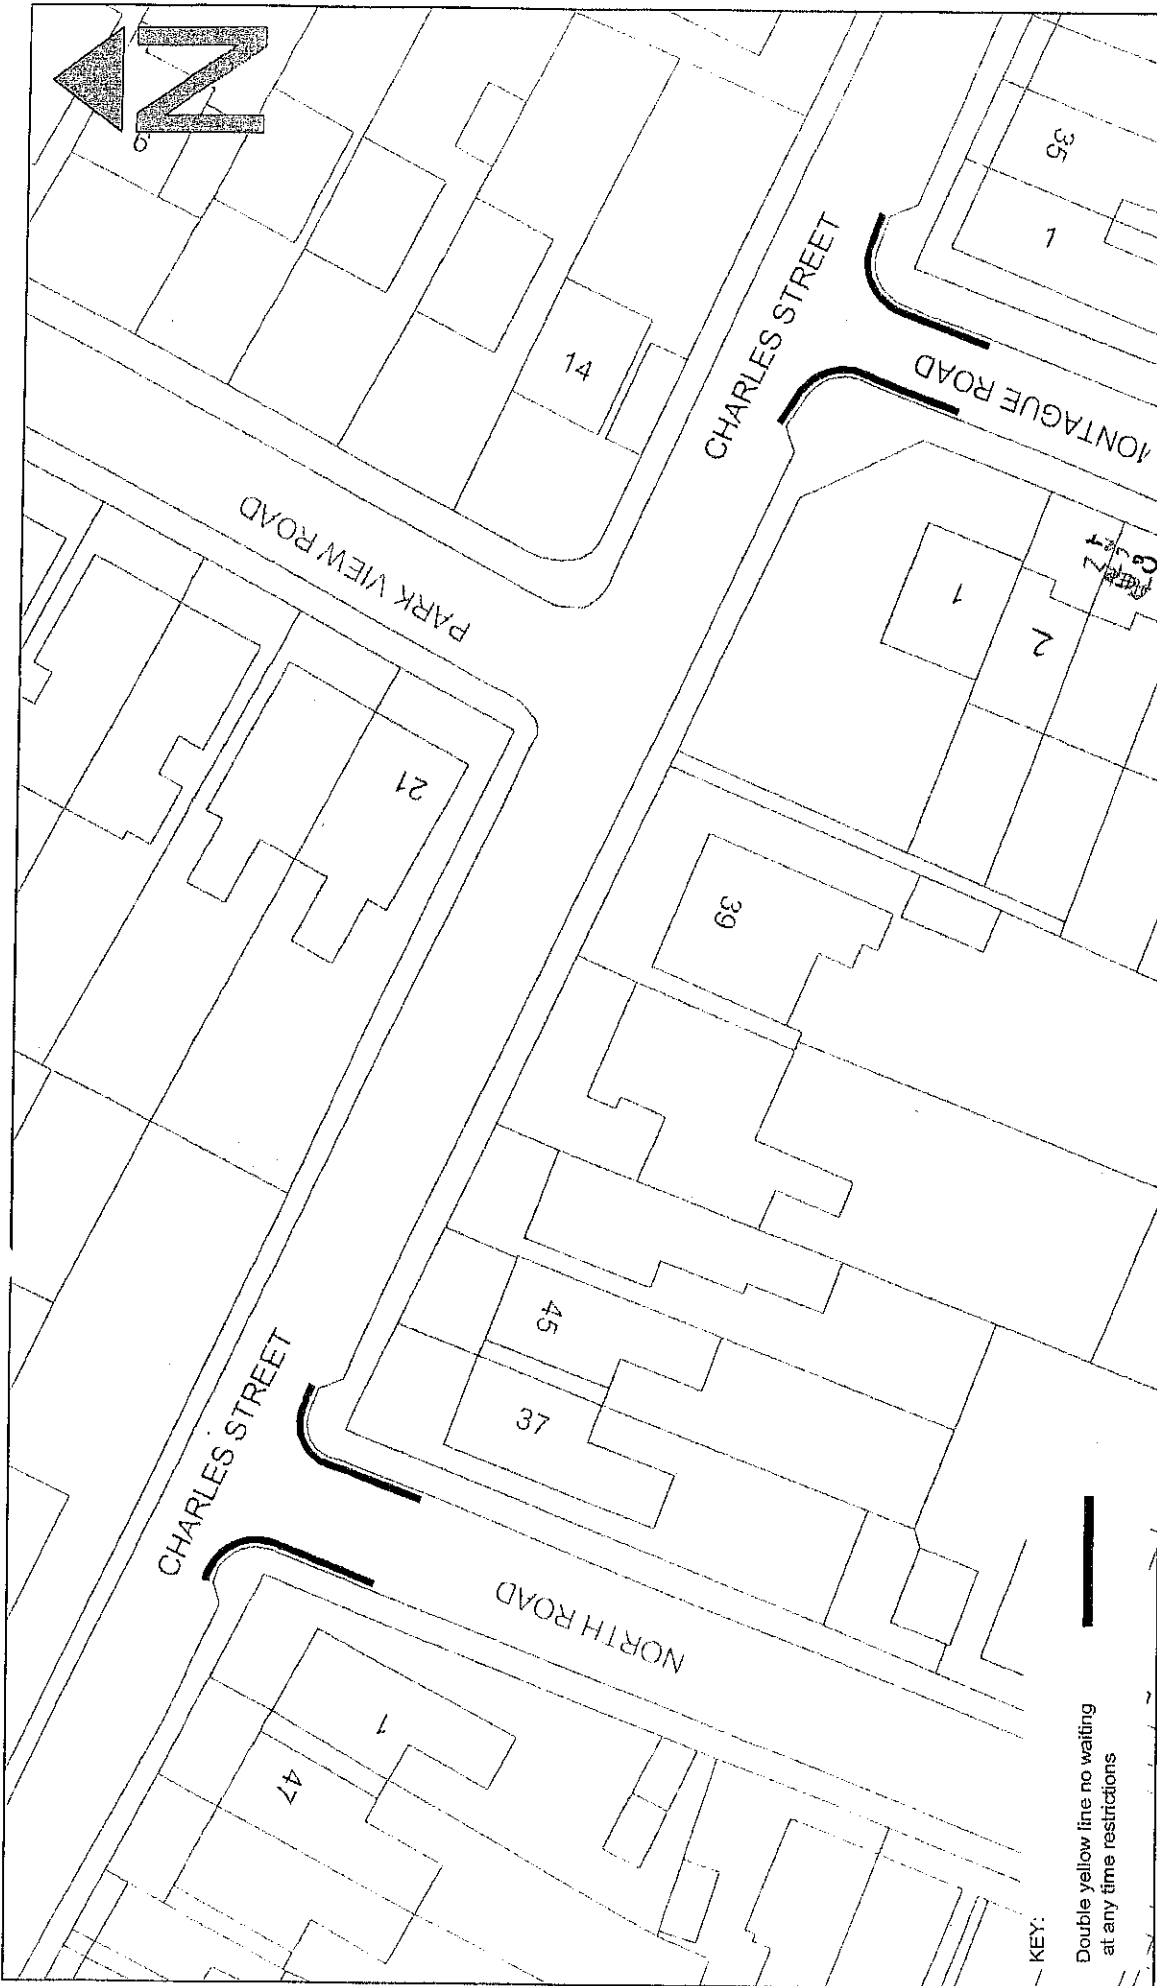 N
6
35
1
14
CHARLES STREET
MONTAGUE ROAD
PARK VIEW ROAD
1
2
21
39
45
37
CHARLES STREET
NORTH ROAD
1
47
KEY:
Double yellow line no waiting
at any time restrictions